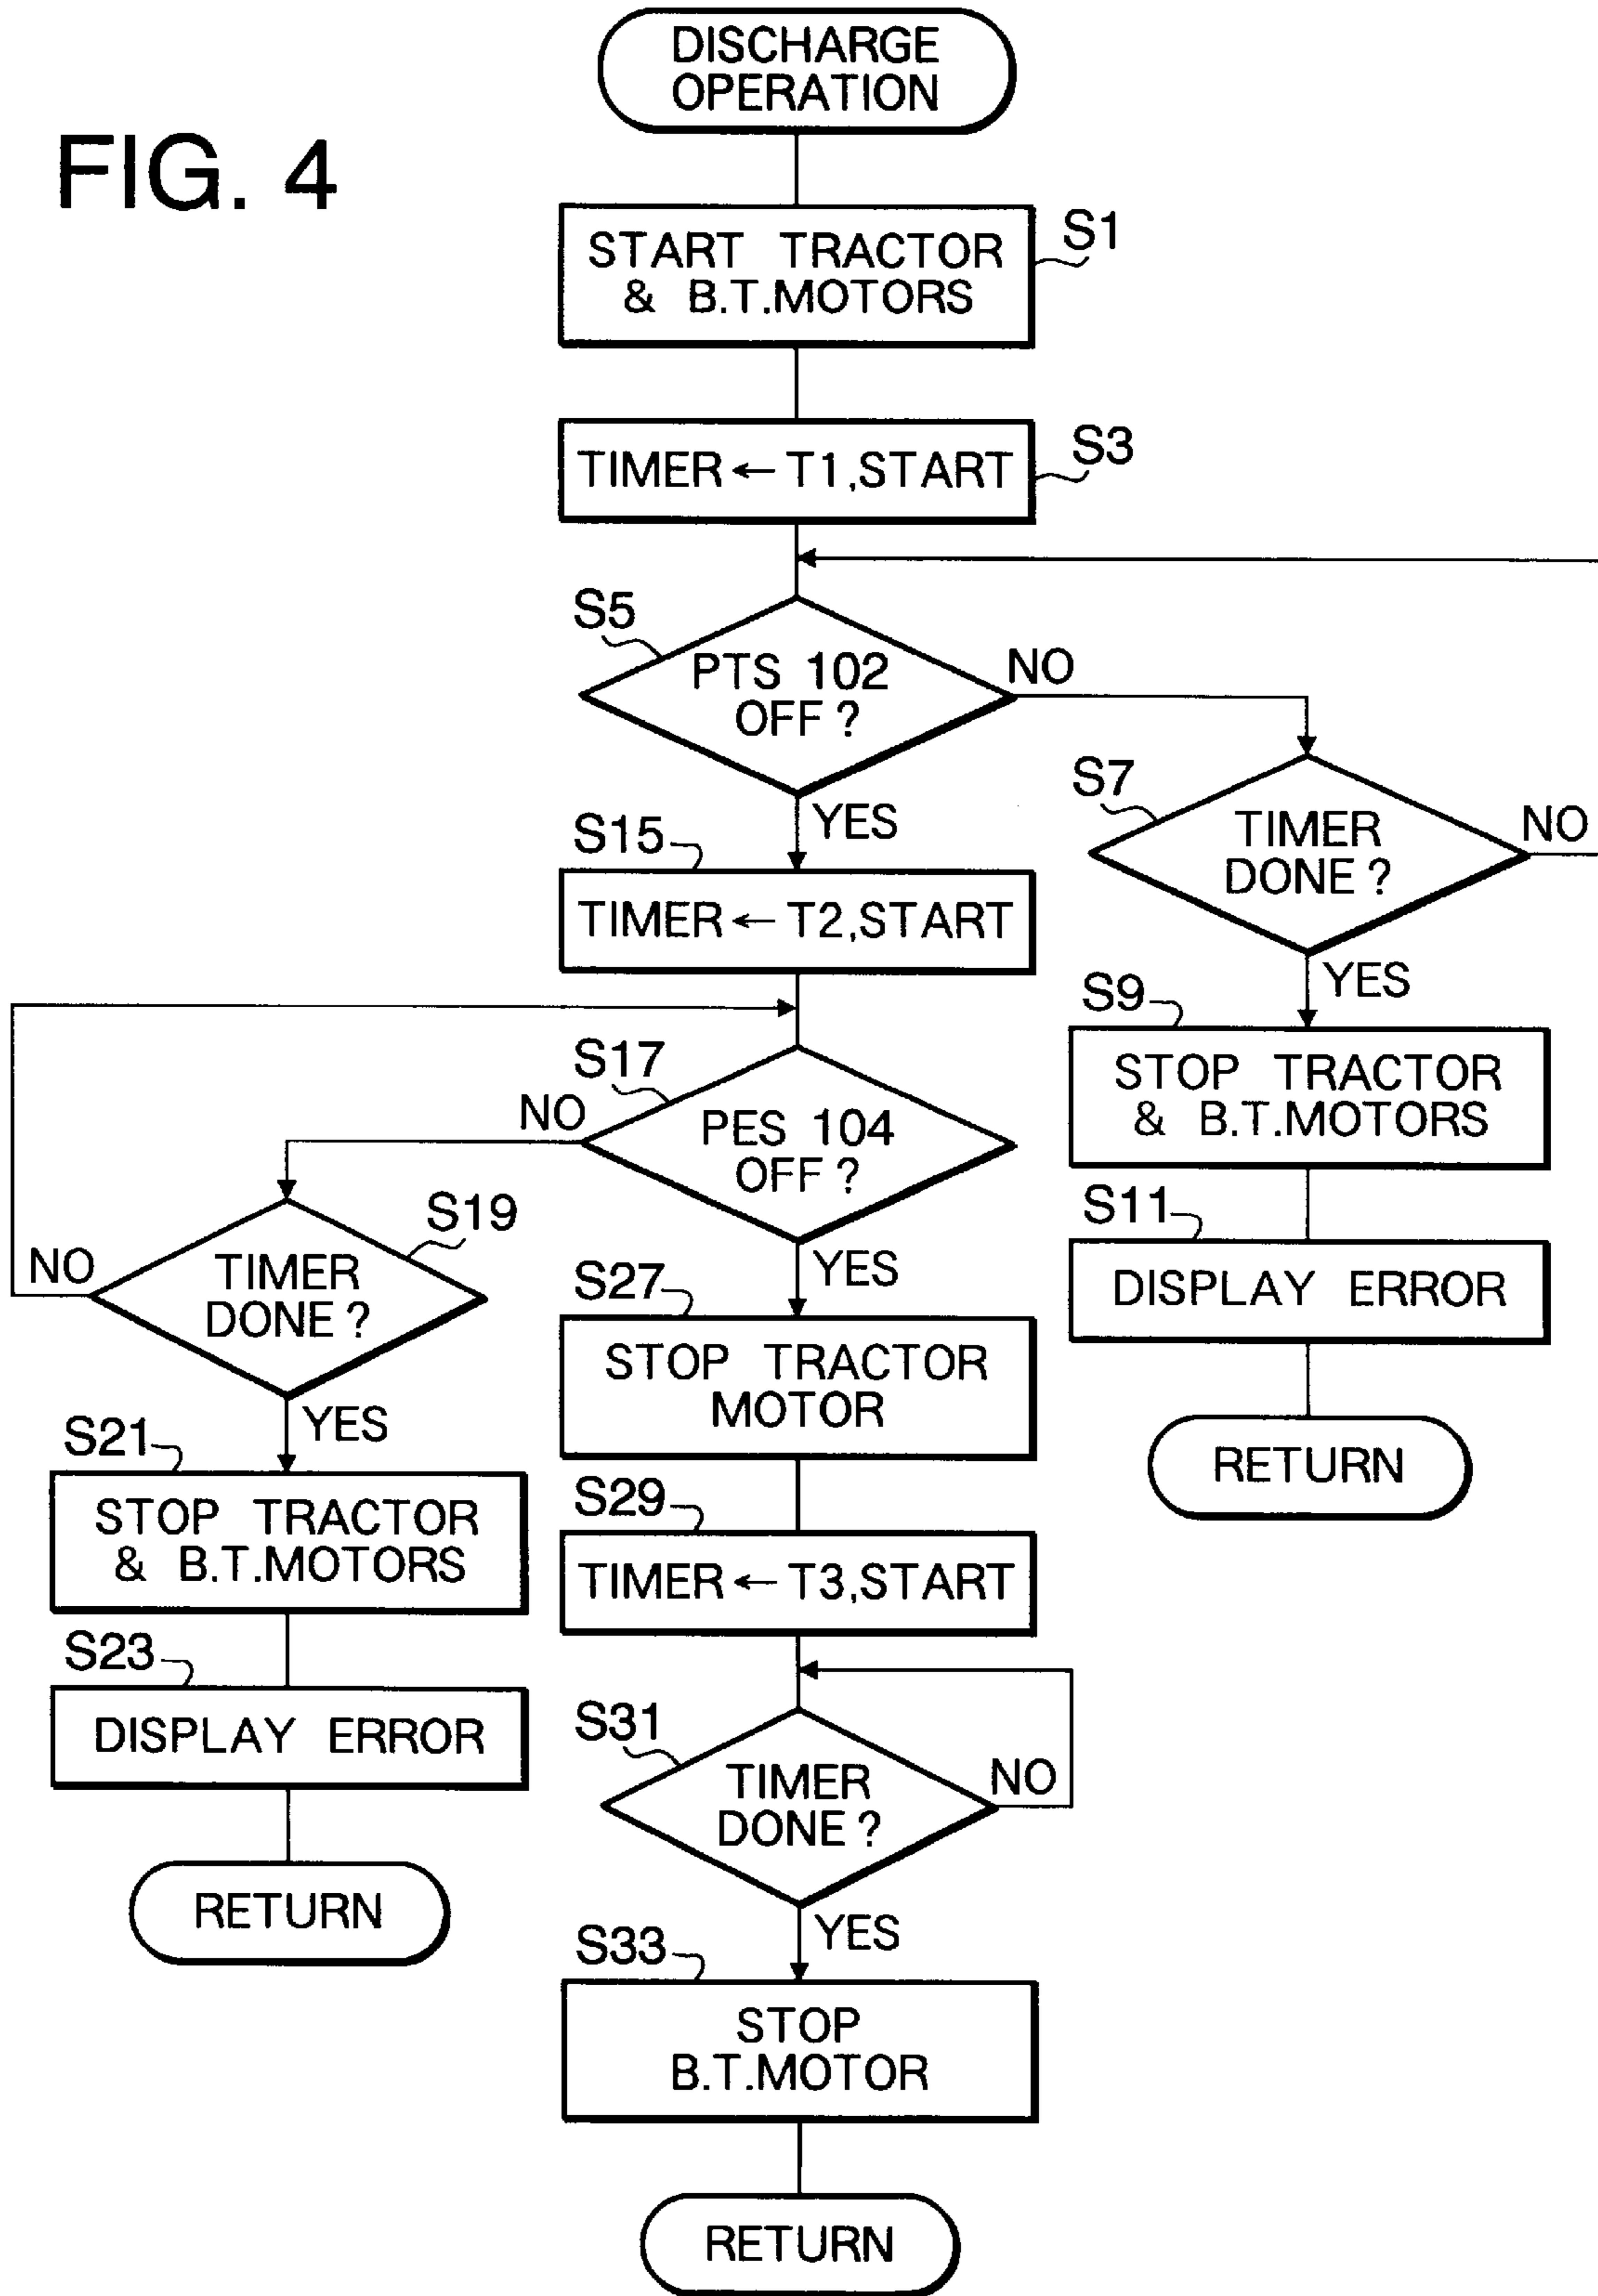 FIG. 4
DISCHARGE
OPERATION
S1
START TRACTOR
& B.T.MOTORS
S3
TIMER ← T1,START
S5
PTS 102
OFF ?
NO
YES
S7
TIMER
DONE ?
NO
YES
S9
STOP TRACTOR
& B.T.MOTORS
S11
DISPLAY ERROR
RETURN
S15
TIMER ← T2,START
S17
PES 104
OFF ?
NO
YES
S19
TIMER
DONE ?
NO
YES
S21
STOP TRACTOR
& B.T.MOTORS
S23
DISPLAY ERROR
RETURN
S27
STOP TRACTOR
MOTOR
S29
TIMER ← T3,START
S31
TIMER
DONE ?
NO
YES
S33
STOP
B.T.MOTOR
RETURN